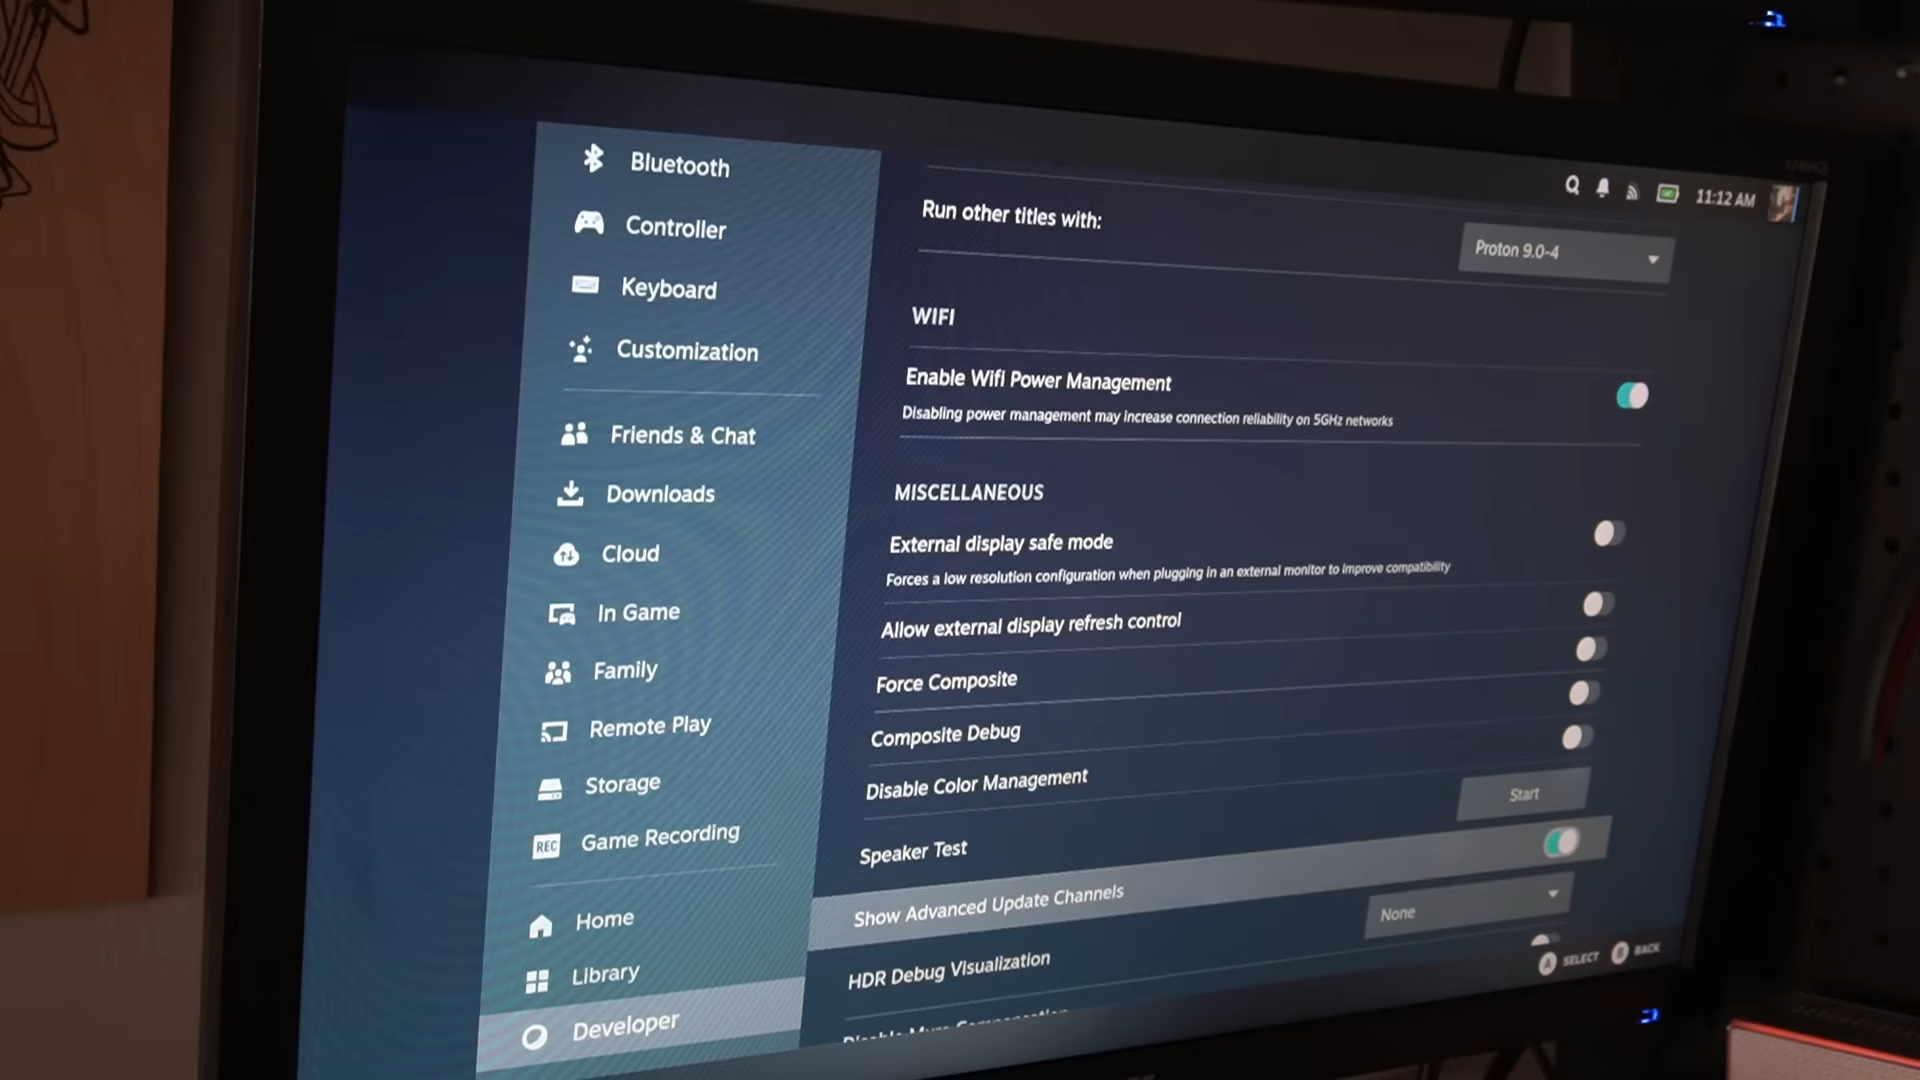 Bluetooth
Controller
Keyboard
Customization
Friends & Chat
Downloads
Cloud
In Game
Family
Remote Play
Storage
REC Game Recording
Home
Library
Developer
11:12 AM
Run other titles with:
Proton 9.0-4
WIFI
Enable Wifi Power Management
Disabling power management may increase connection reliability on 5GHz networks
MISCELLANEOUS
External display safe mode
Forces a low resolution configuration when plugging in an external monitor to improve compatibility
Allow external display refresh control
Force Composite
Composite Debug
Disable Color Management
Speaker Test
Start
Show Advanced Update Channels
HDR Debug Visualization
None
A SELECT B BACK